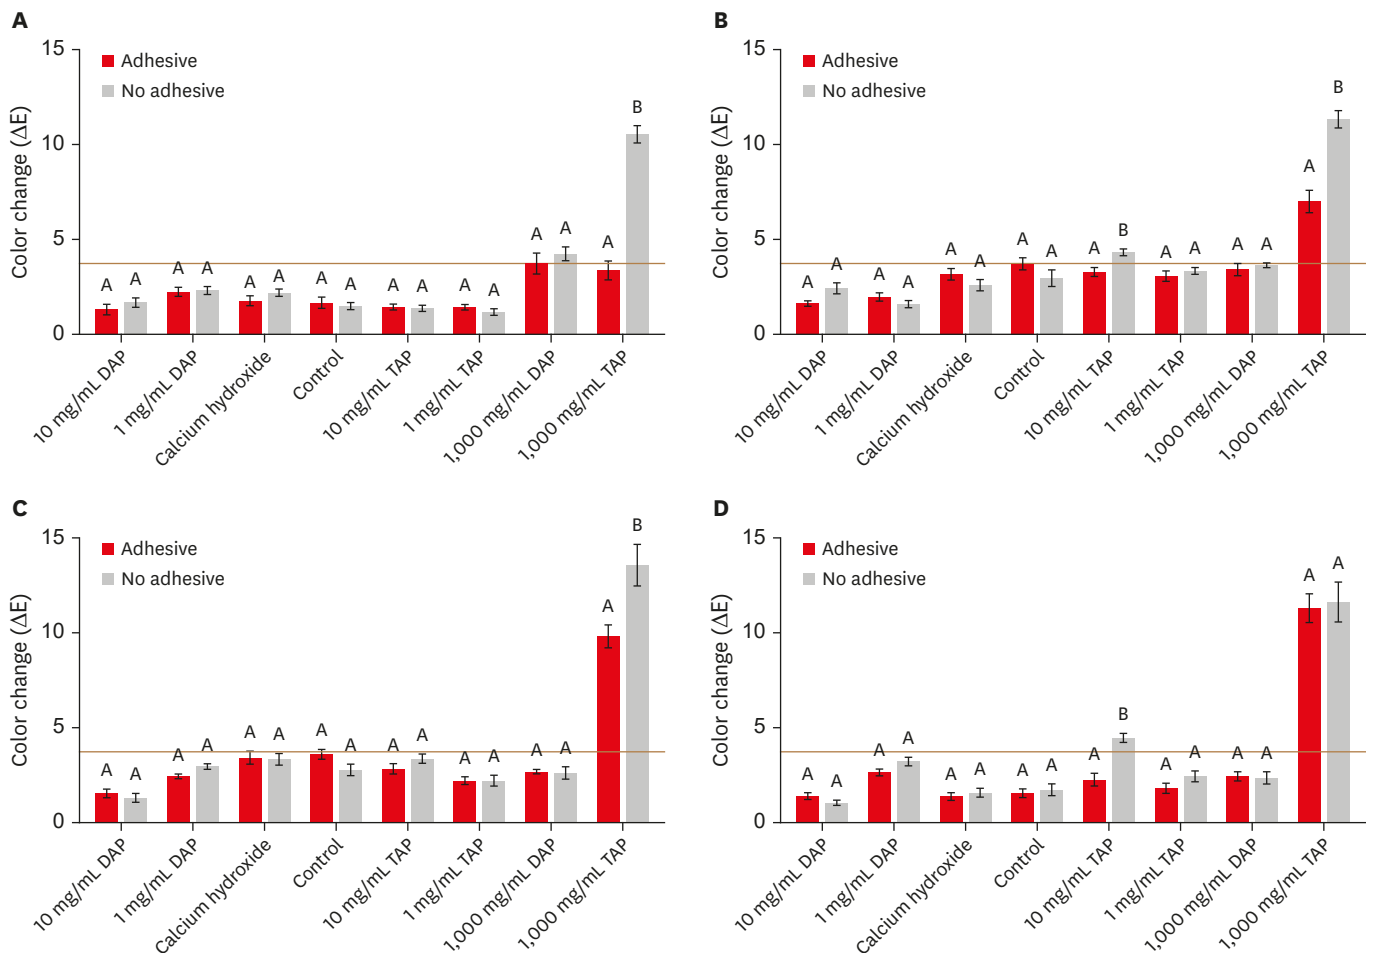 A
Color change (ΔE)
15
10
5
0
Adhesive
No adhesive
A A A A A A A A A A A A A A A B
10 mg/mL DAP
1 mg/mL DAP
Calcium hydroxide
Control
10 mg/mL TAP
1 mg/mL TAP
1,000 mg/mL DAP
1,000 mg/mL TAP
B
Color change (ΔE)
15
10
5
0
Adhesive
No adhesive
A A A A A A A A A B A A A A A B
10 mg/mL DAP
1 mg/mL DAP
Calcium hydroxide
Control
10 mg/mL TAP
1 mg/mL TAP
1,000 mg/mL DAP
1,000 mg/mL TAP
C
Color change (ΔE)
15
10
5
0
Adhesive
No adhesive
A A A A A A A A A A A A A A A B
10 mg/mL DAP
1 mg/mL DAP
Calcium hydroxide
Control
10 mg/mL TAP
1 mg/mL TAP
1,000 mg/mL DAP
1,000 mg/mL TAP
D
Color change (ΔE)
15
10
5
0
Adhesive
No adhesive
A A A A A A A A A B A A A A A A
10 mg/mL DAP
1 mg/mL DAP
Calcium hydroxide
Control
10 mg/mL TAP
1 mg/mL TAP
1,000 mg/mL DAP
1,000 mg/mL TAP